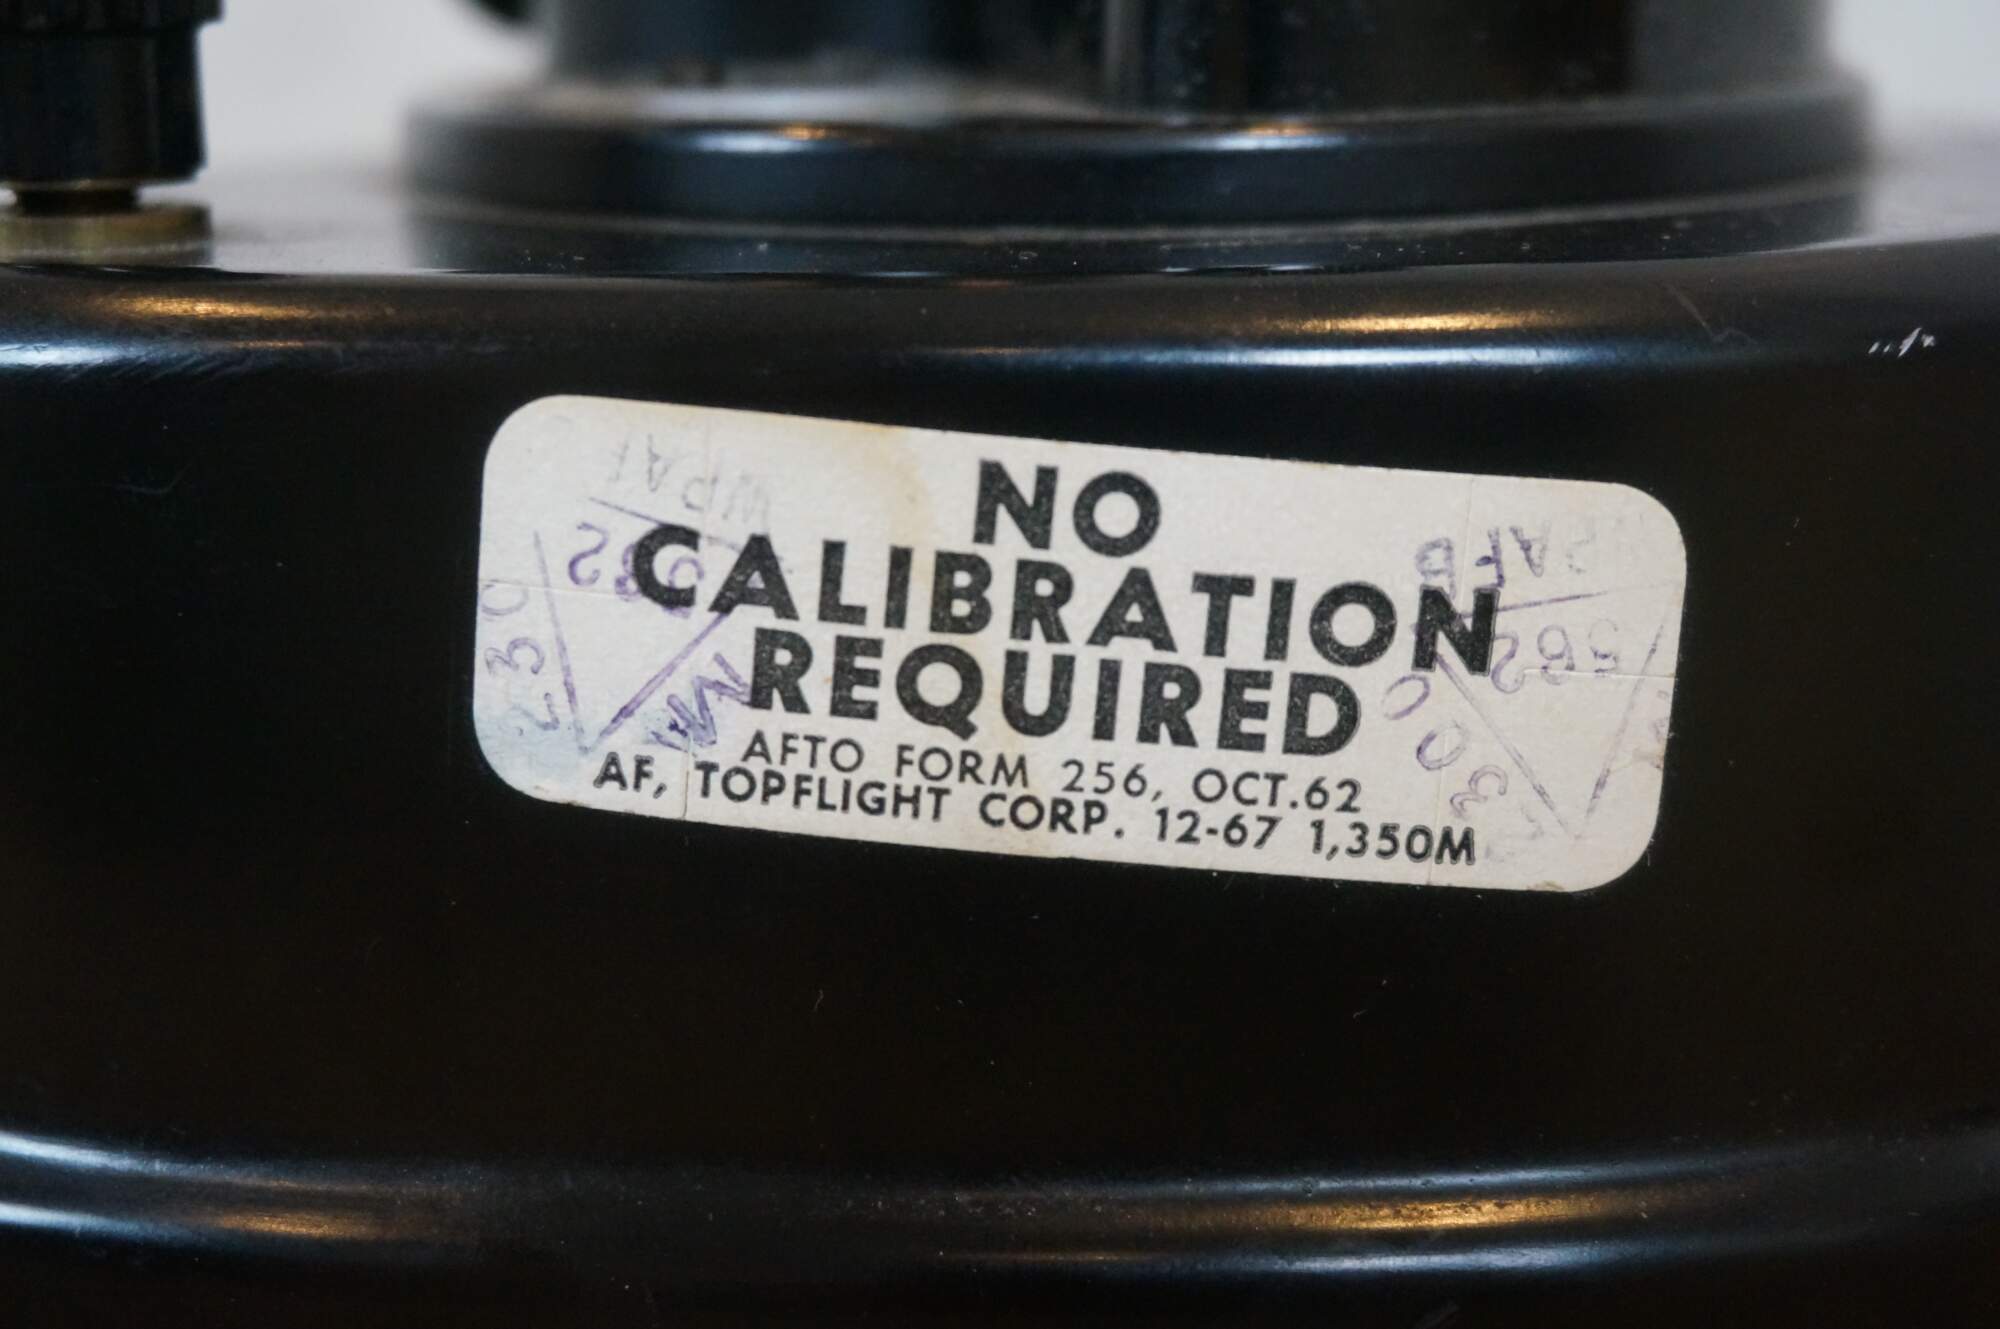 NO
CALIBRATION
REQUIRED
AFTO FORM 256, OCT.62
AF, TOPFLIGHT CORP. 12-67 1,350M